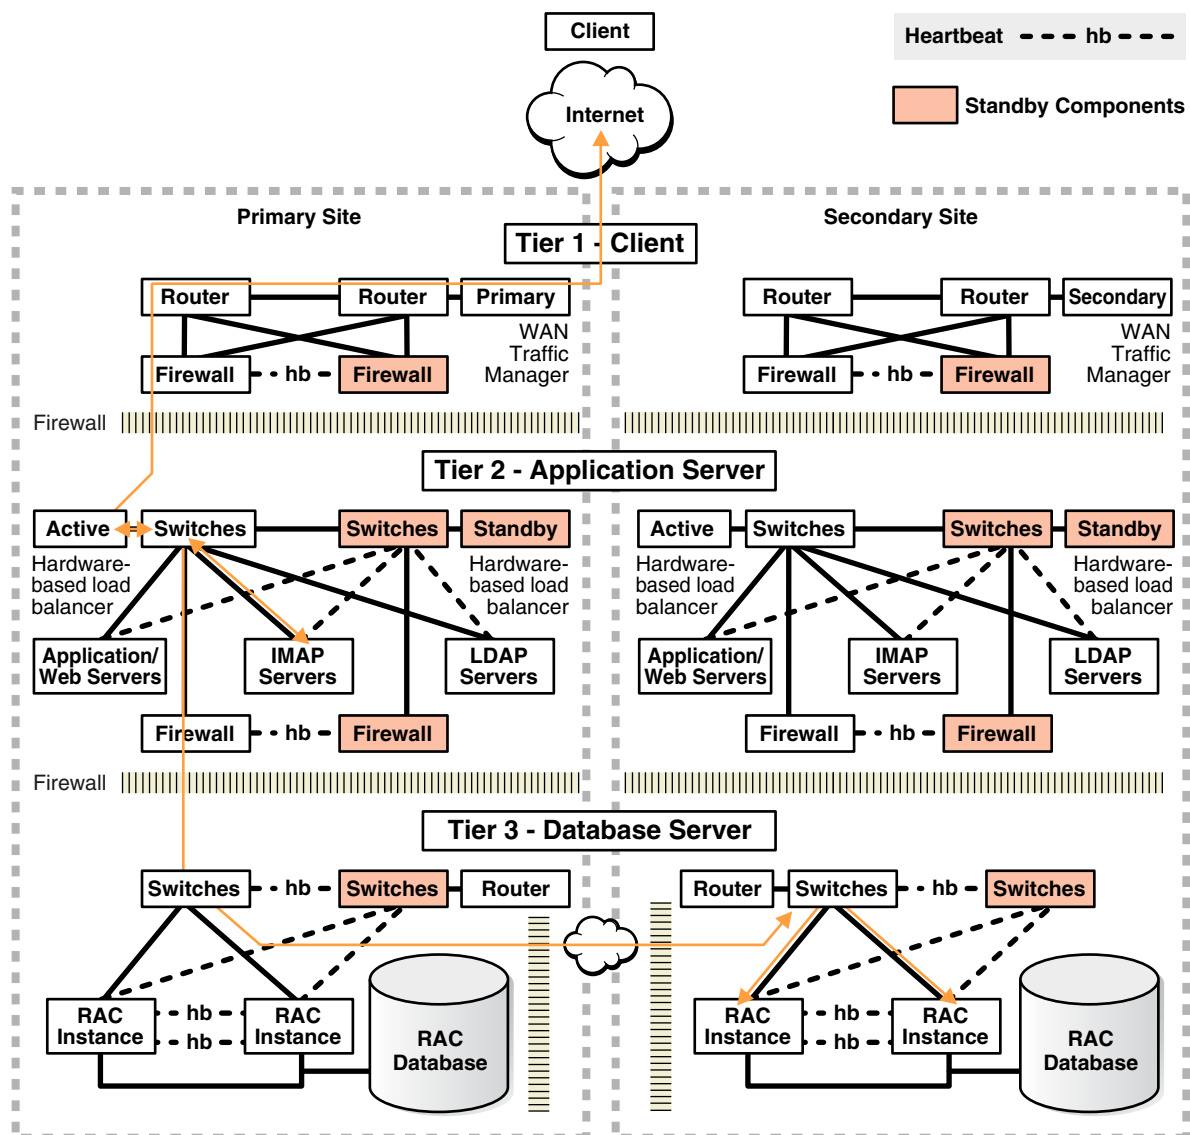 Client
Heartbeat hb
Internet
Standby Components
Primary Site
Secondary Site
Tier 1 - Client
Router Router Primary
Router Router Secondary
WAN
Traffic
Manager
WAN
Traffic
Manager
Firewall hb Firewall
Firewall hb Firewall
Firewall
Tier 2 - Application Server
Active Switches Switches Standby
Active Switches Switches Standby
Hardware-
based load
balancer
Hardware-
based load
balancer
Hardware-
based load
balancer
Hardware-
based load
balancer
Application/
Web Servers
IMAP
Servers
LDAP
Servers
Application/
Web Servers
IMAP
Servers
LDAP
Servers
Firewall hb Firewall
Firewall hb Firewall
Firewall
Tier 3 - Database Server
Switches hb Switches Router
Router Switches hb Switches
RAC
Instance
hb
hb
RAC
Instance
RAC
Database
RAC
Instance
hb
hb
RAC
Instance
RAC
Database